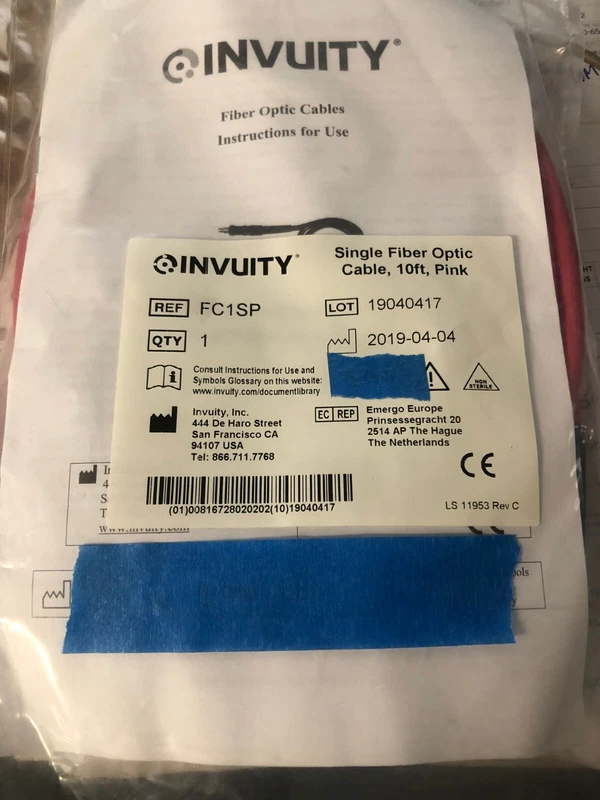 INVUITY®
Fiber Optic Cables
Instructions for Use
INVUITY®
Single Fiber Optic
Cable, 10ft, Pink
REF FC1SP
LOT 19040417
QTY 1
2019-04-04
Consult Instructions for Use and
Symbols Glossary on this website:
www.invuity.com/documentlibrary
NON
STERILE
Invuity, Inc.
444 De Haro Street
San Francisco CA
94107 USA
Tel: 866.711.7768
EC REP
Emergo Europe
Prinsessegracht 20
2514 AP The Hague
The Netherlands
CE
(01)00816728020202(10)19040417
LS 11953 Rev C
www.invuity.com